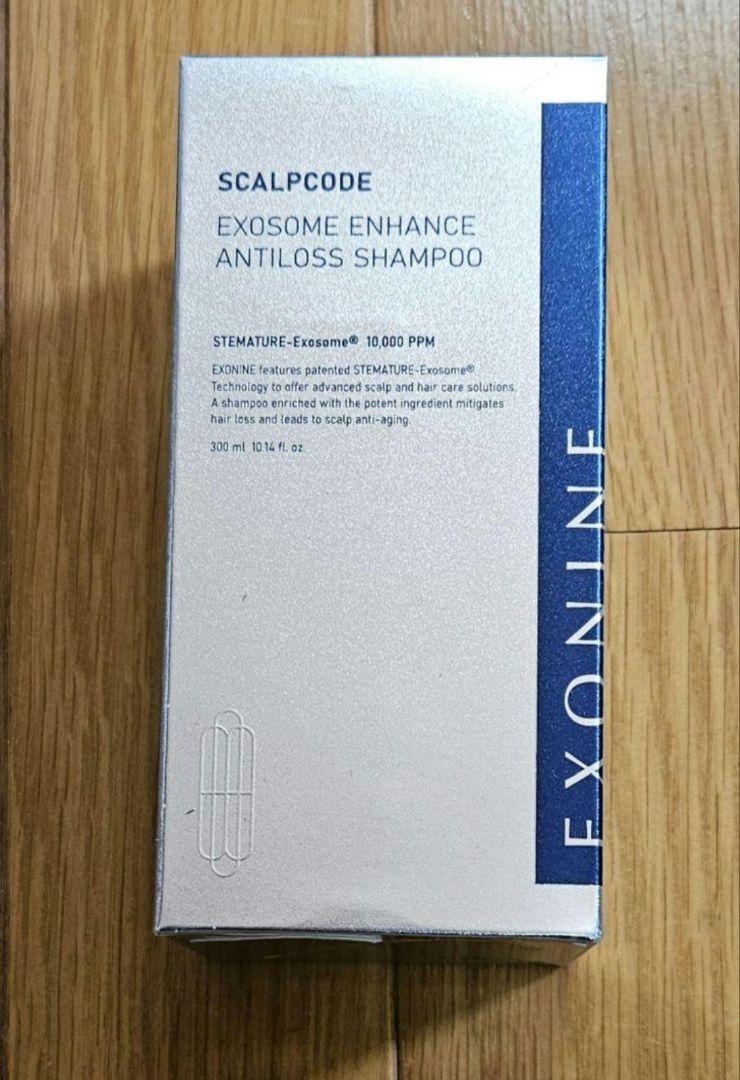 SCALPCODE
EXOSOME ENHANCE
ANTILOSS SHAMPOO
STEMATURE-Exosome® 10,000 PPM
EXONINE features patented STEMATURE-Exosome®
Technology to offer advanced scalp and hair care solutions.
A shampoo enriched with the potent ingredient mitigates
hair loss and leads to scalp anti-aging.
300 ml 10.14 fl. oz.
EXONINE